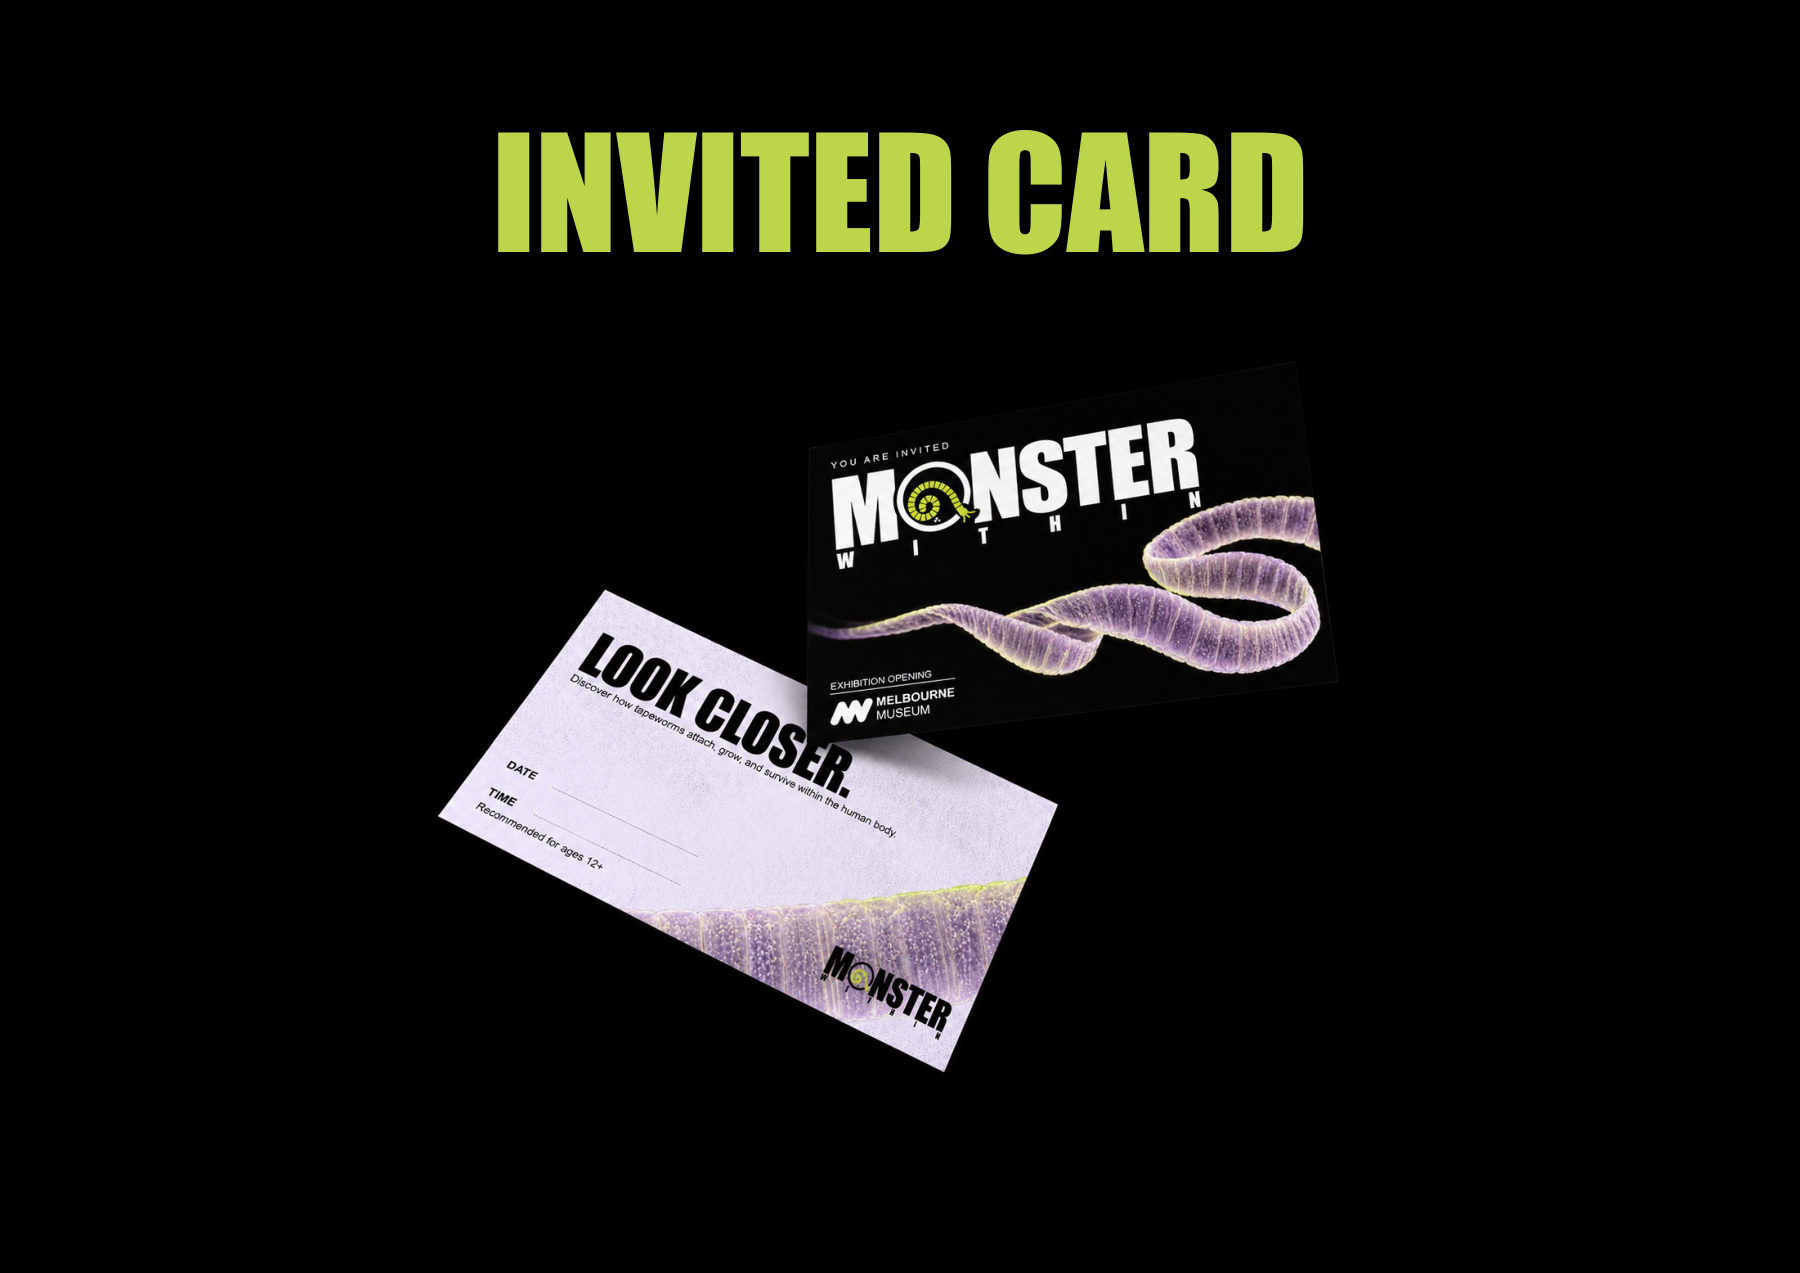 INVITED CARD
YOU ARE INVITED
MONSTER
WITHIN
EXHIBITION OPENING
MELBOURNE
MUSEUM
LOOK CLOSER.
Discover how tapeworms attach, grow, and survive within the human body.
DATE
TIME
Recommended for ages 12+
MONSTER
WITHIN